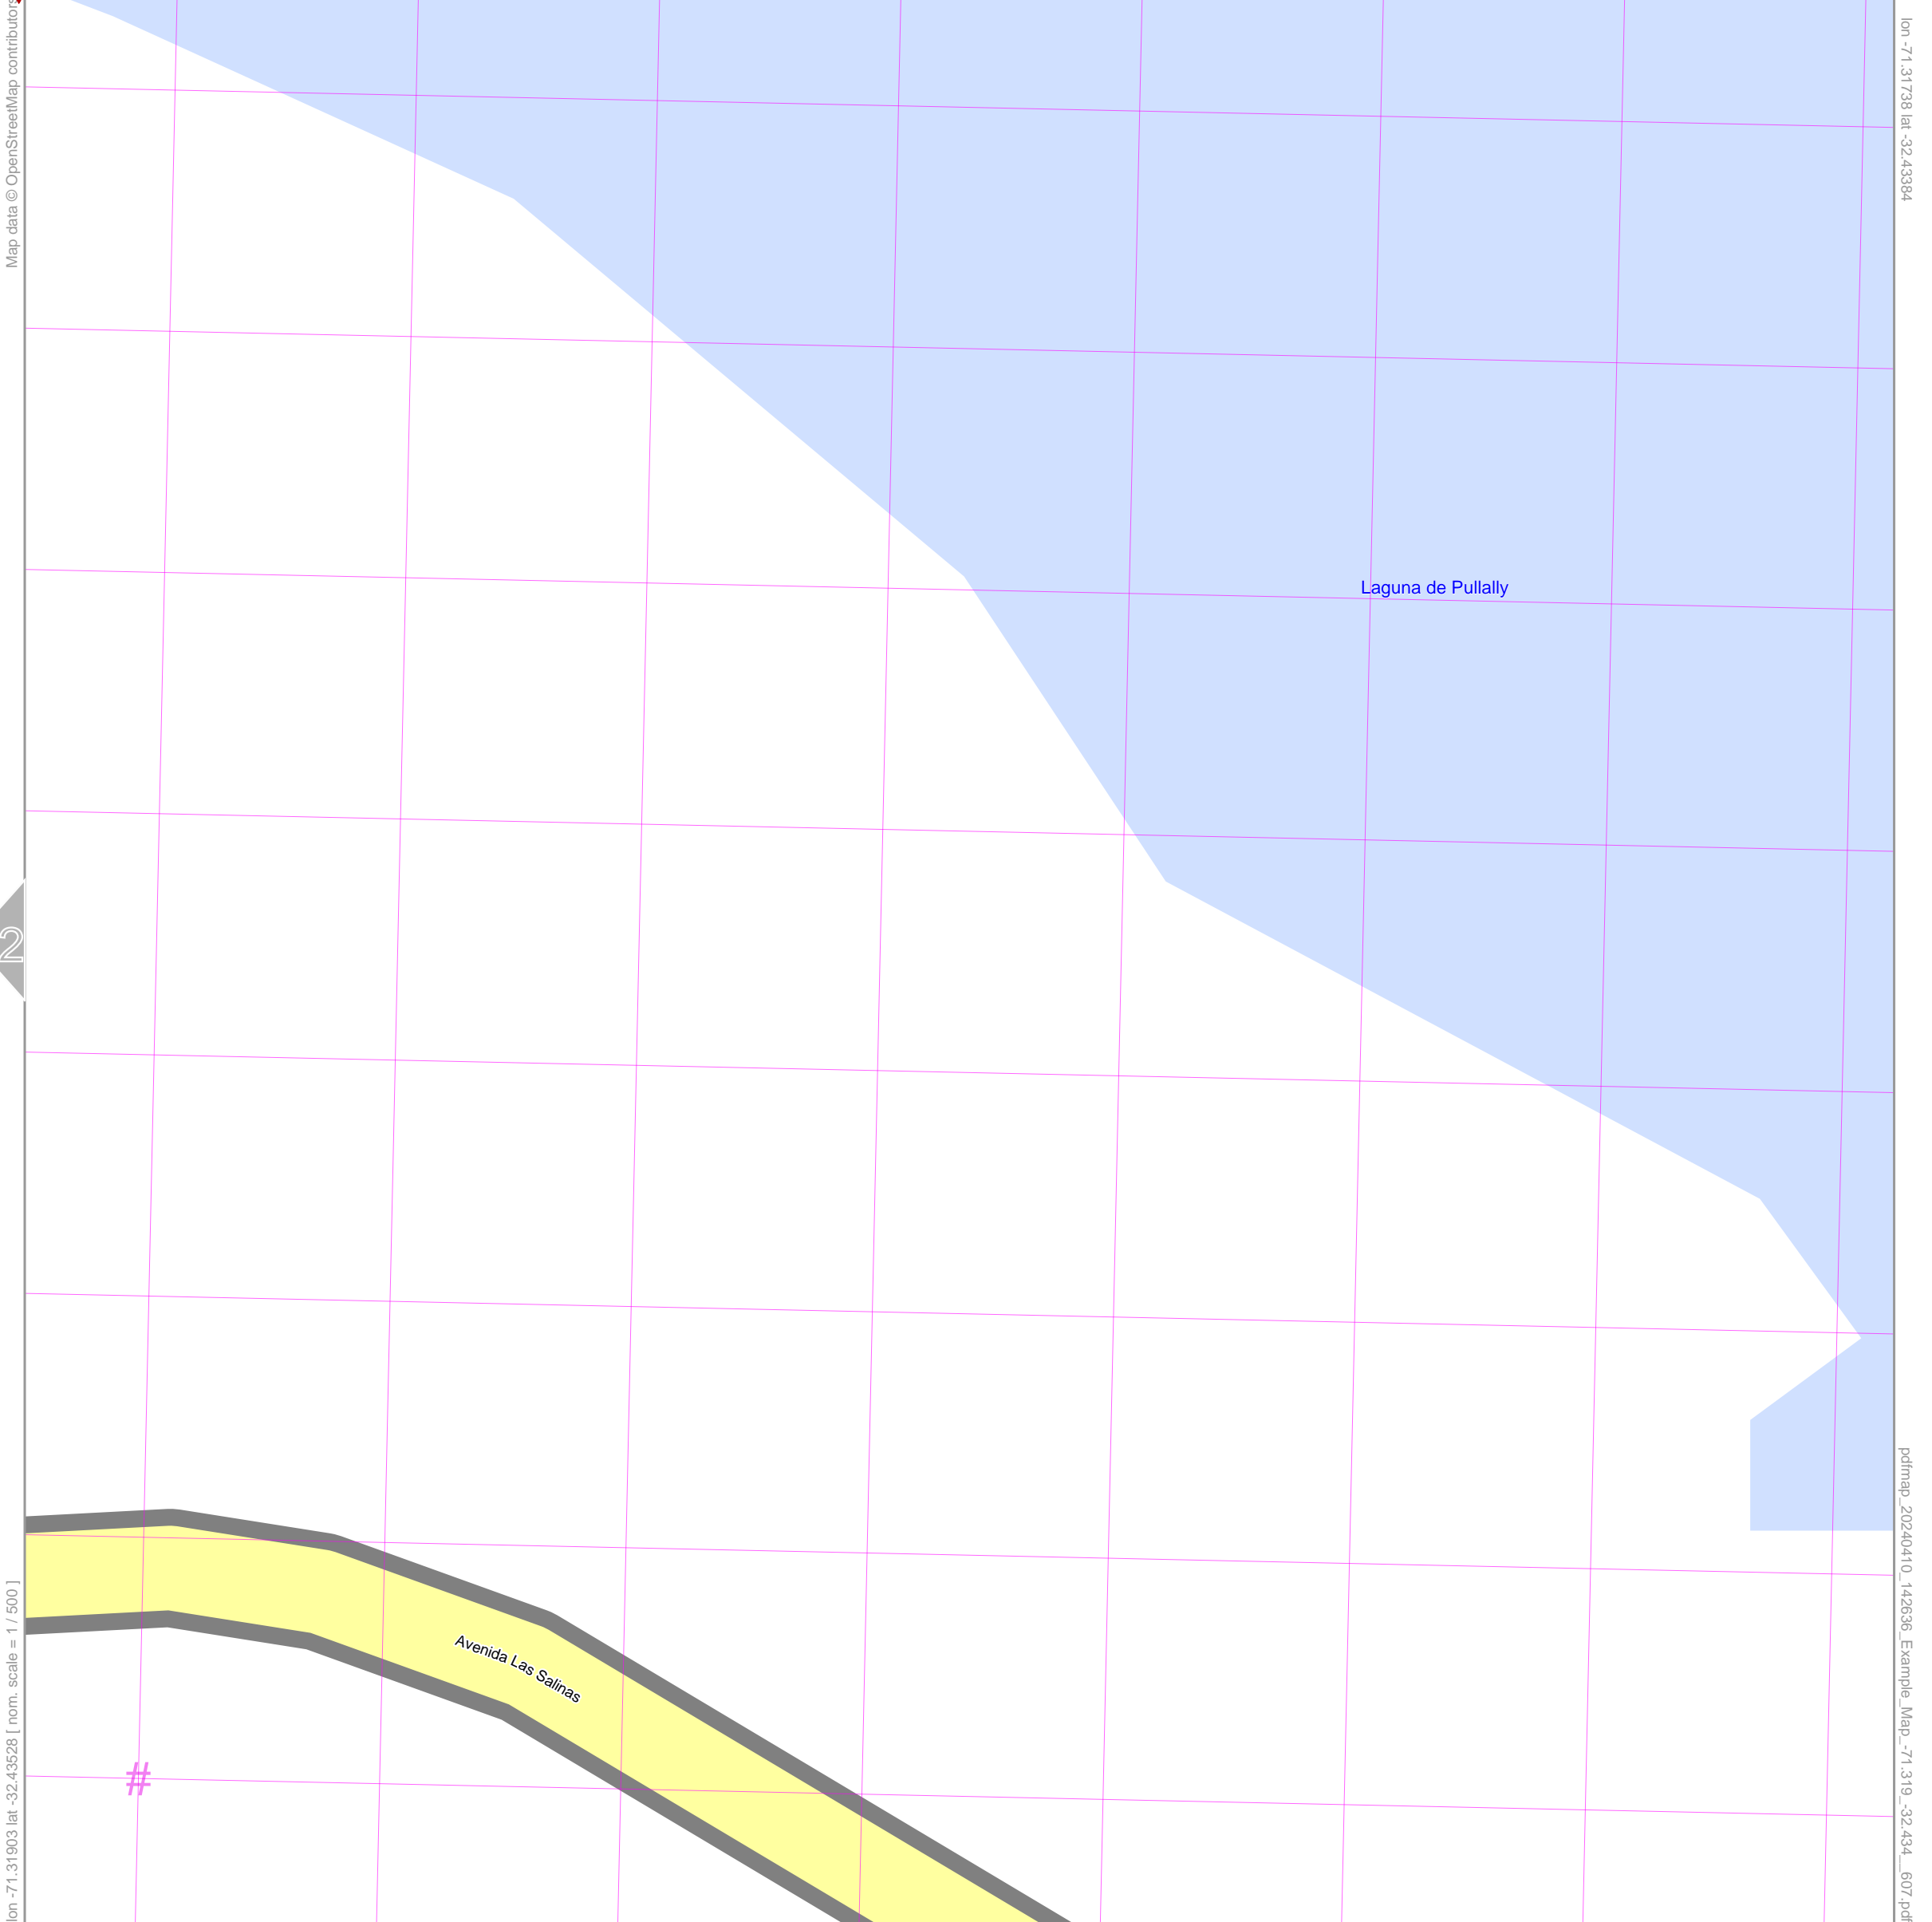 Map data © OpenStreetMap contributors
lon -71.31738 lat -32.43384
Laguna de Pullally
2
Avenida Las Salinas
#
lon -71.31903 lat -32.43528 [ nom. scale = 1 / 500 ]
pdfmap_20240410_142636_Example_Map_-71.319_-32.434__607.pdf